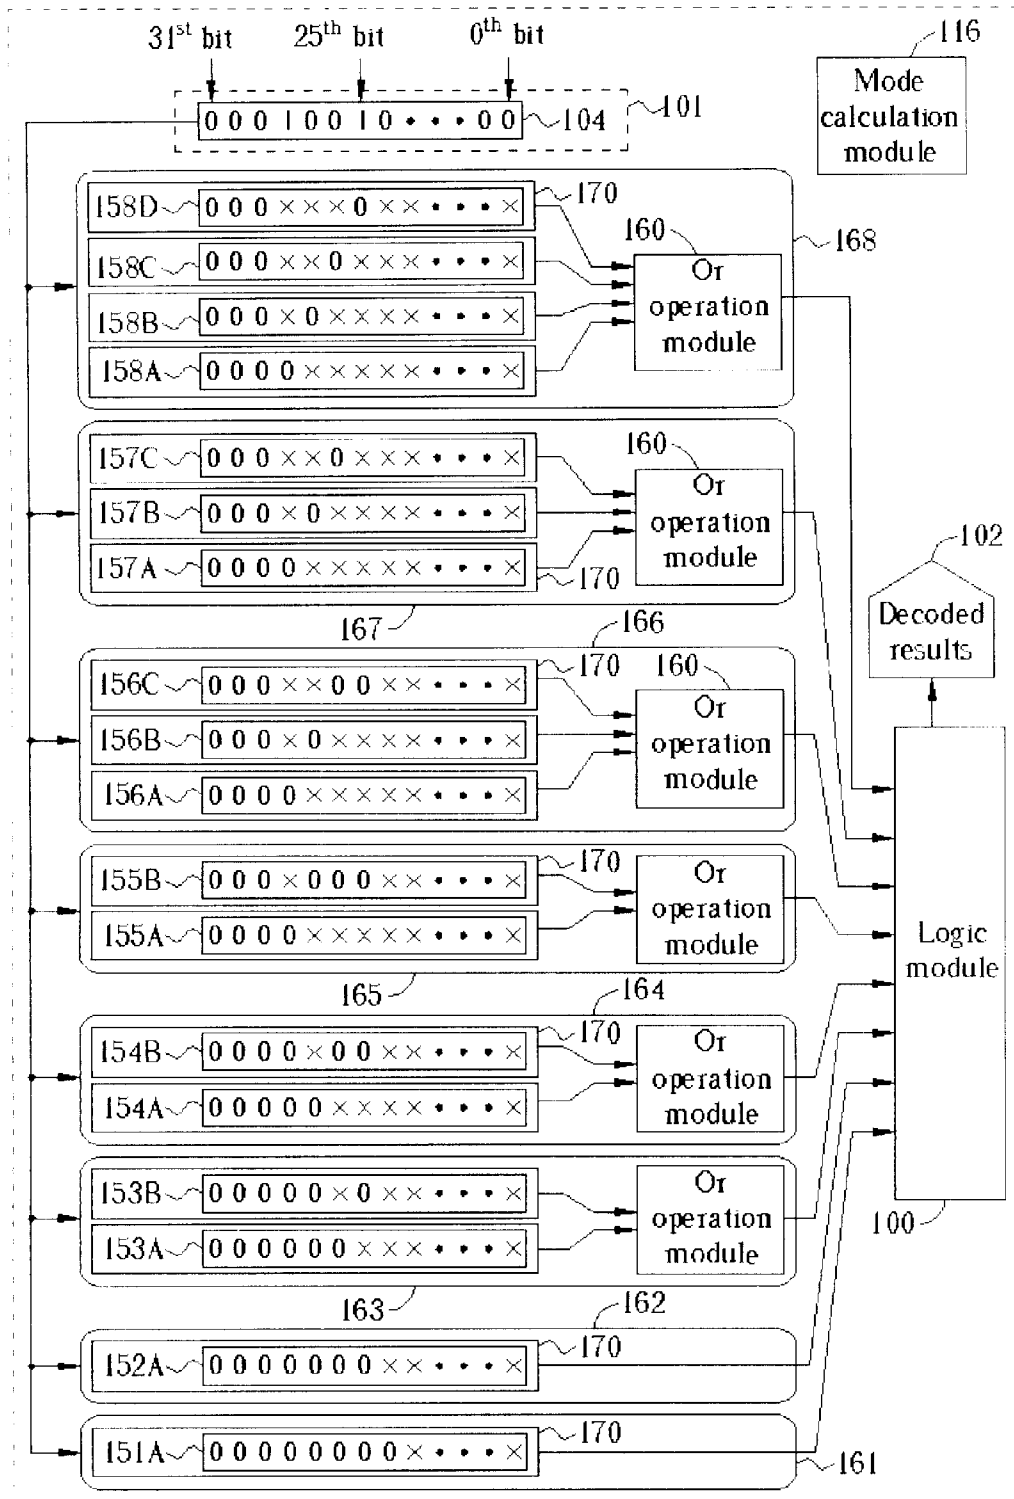 31st bit
25th bit
0th bit
116
Mode
calculation
module
101
0 0 0 1 0 0 1 0 • • • 0 0
104
170
158D
0 0 0 × × × 0 × × • • • ×
168
160
158C
0 0 0 × × 0 × × × • • • ×
Or
operation
module
158B
0 0 0 × 0 × × × × • • • ×
158A
0 0 0 0 × × × × × • • • ×
157C
0 0 0 × × 0 × × × • • • ×
160
Or
operation
module
157B
0 0 0 × 0 × × × × • • • ×
157A
0 0 0 0 × × × × × • • • ×
170
167
102
Decoded
results
166
170
156C
0 0 0 × × 0 0 × × • • • ×
160
Or
operation
module
156B
0 0 0 × 0 × × × × • • • ×
156A
0 0 0 0 × × × × × • • • ×
170
155B
0 0 0 × 0 0 0 × × • • • ×
Or
operation
module
155A
0 0 0 0 × × × × × • • • ×
165
Logic
module
100
164
170
154B
0 0 0 0 × 0 0 × × • • • ×
Or
operation
module
154A
0 0 0 0 0 × × × × • • • ×
153B
0 0 0 0 0 × 0 × × • • • ×
Or
operation
module
153A
0 0 0 0 0 0 × × × • • • ×
163
162
170
152A
0 0 0 0 0 0 0 × × • • • ×
170
151A
0 0 0 0 0 0 0 0 × • • • ×
161